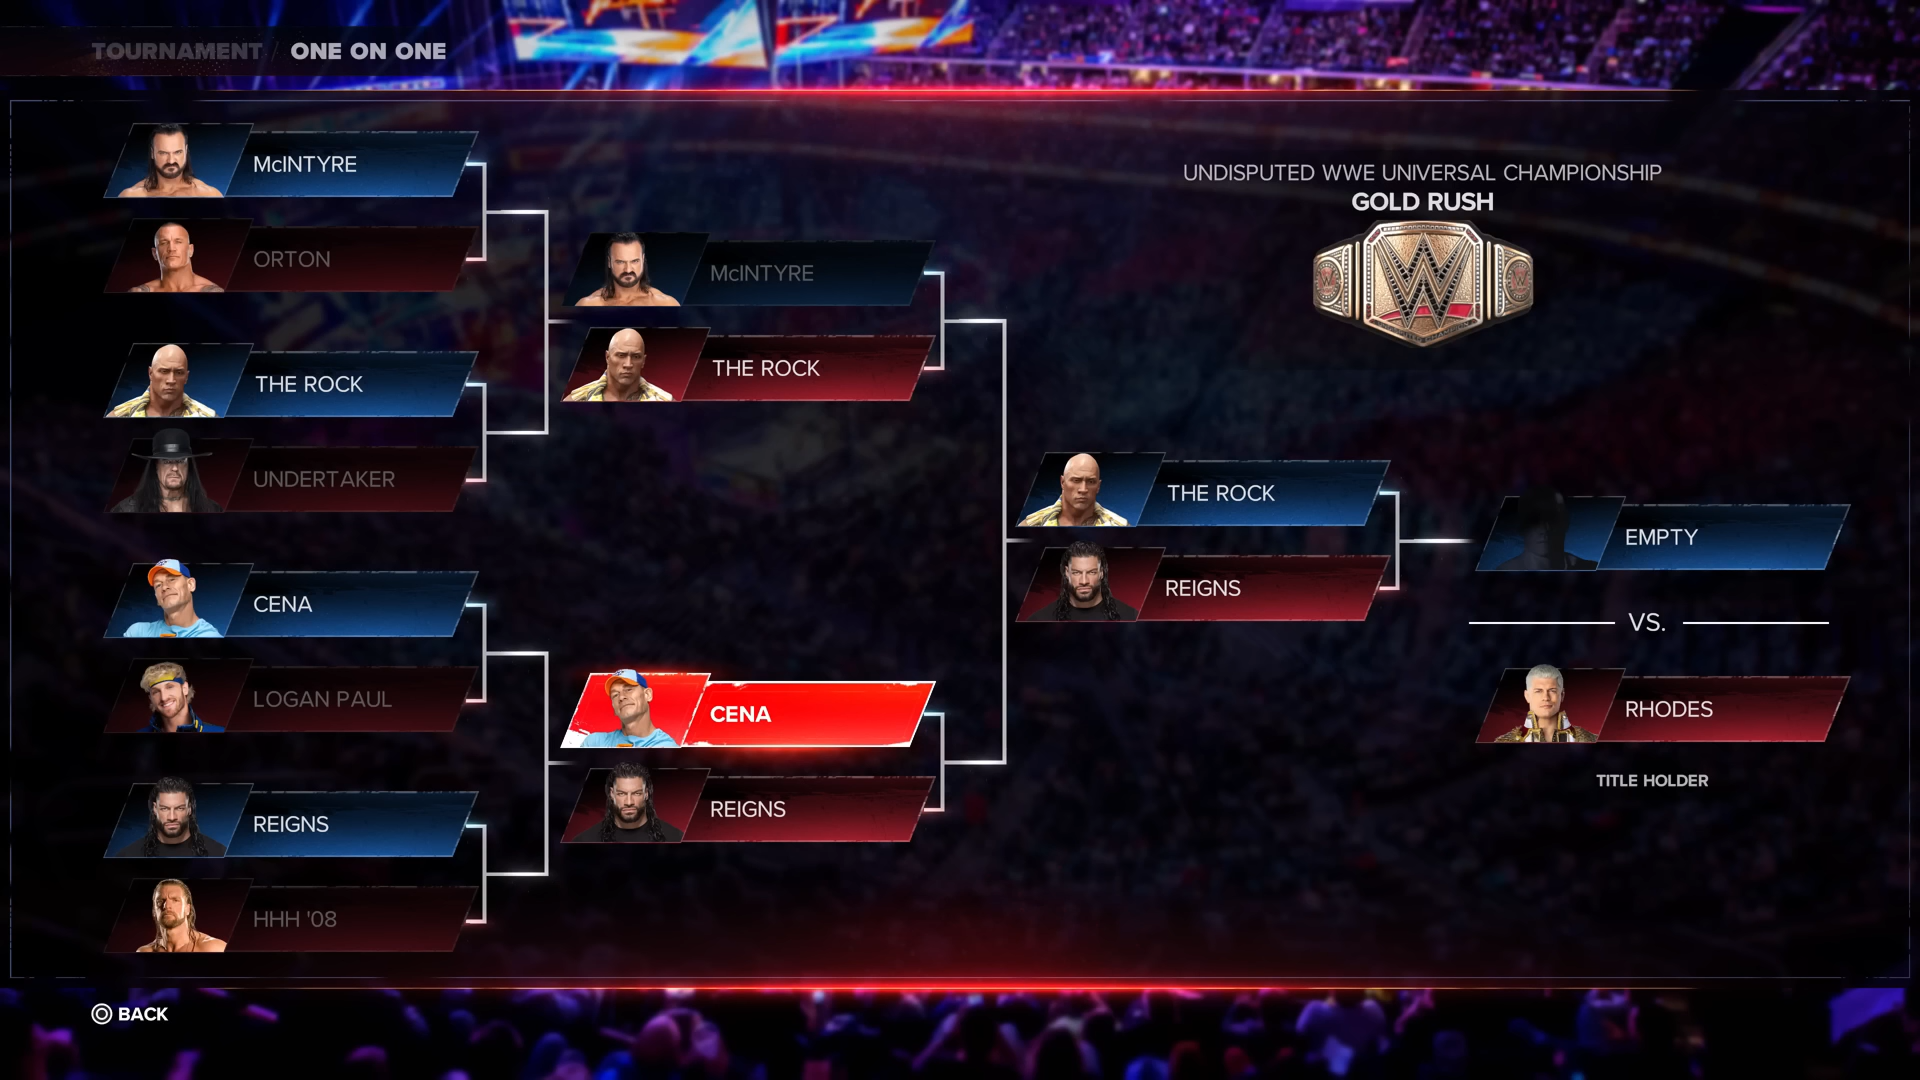 TOURNAMENT / ONE ON ONE
McINTYRE
ORTON
THE ROCK
UNDERTAKER
CENA
LOGAN PAUL
REIGNS
HHH '08
McINTYRE
THE ROCK
CENA
REIGNS
THE ROCK
REIGNS
UNDISPUTED WWE UNIVERSAL CHAMPIONSHIP
GOLD RUSH
EMPTY
VS.
RHODES
TITLE HOLDER
BACK